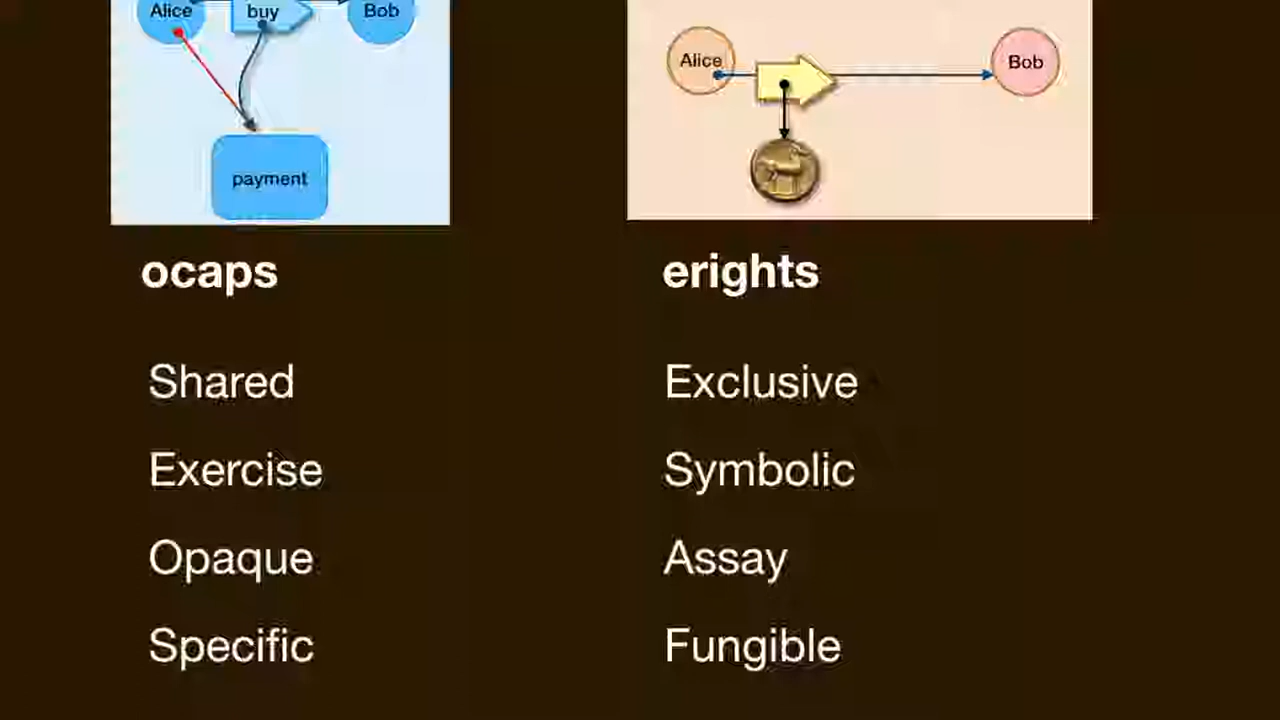 Alice buy Bob
Alice Bob
payment
ocaps erights
Shared Exclusive
Exercise Symbolic
Opaque Assay
Specific Fungible